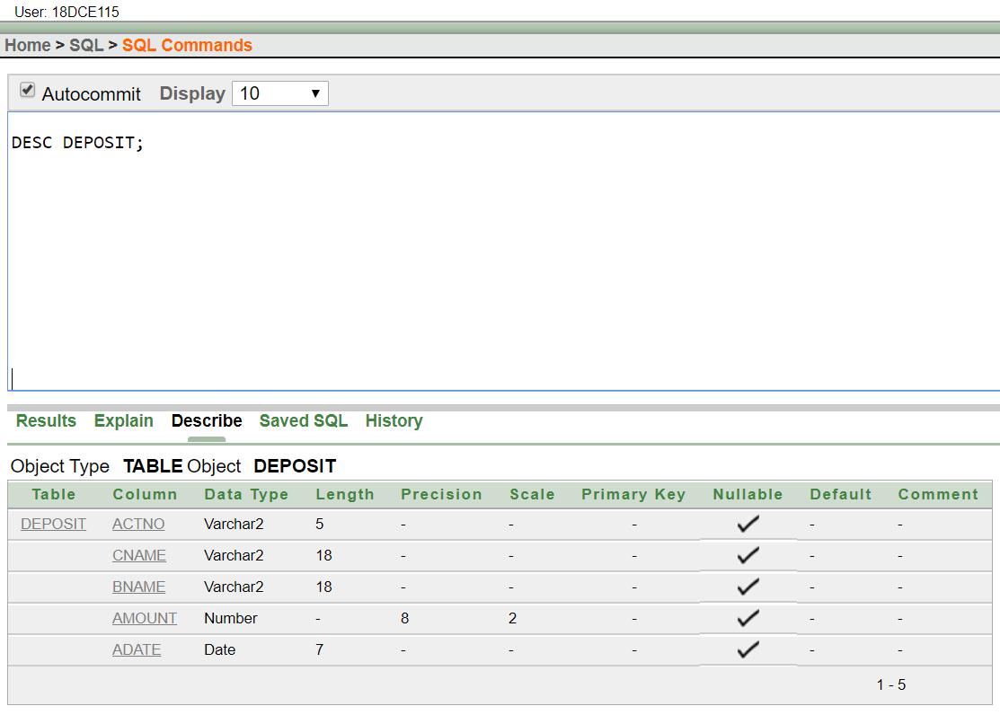 User: 18DCE115
Home > SQL > SQL Commands
Autocommit Display 10
DESC DEPOSIT;
Results Explain Describe Saved SQL History
Object Type TABLE Object DEPOSIT
Table Column Data Type Length Precision Scale Primary Key Nullable Default Comment
DEPOSIT ACTNO Varchar2 5 - - - - -
CNAME Varchar2 18 - - - - -
BNAME Varchar2 18 - - - - -
AMOUNT Number - 8 2 - - -
ADATE Date 7 - - - - -
1 - 5